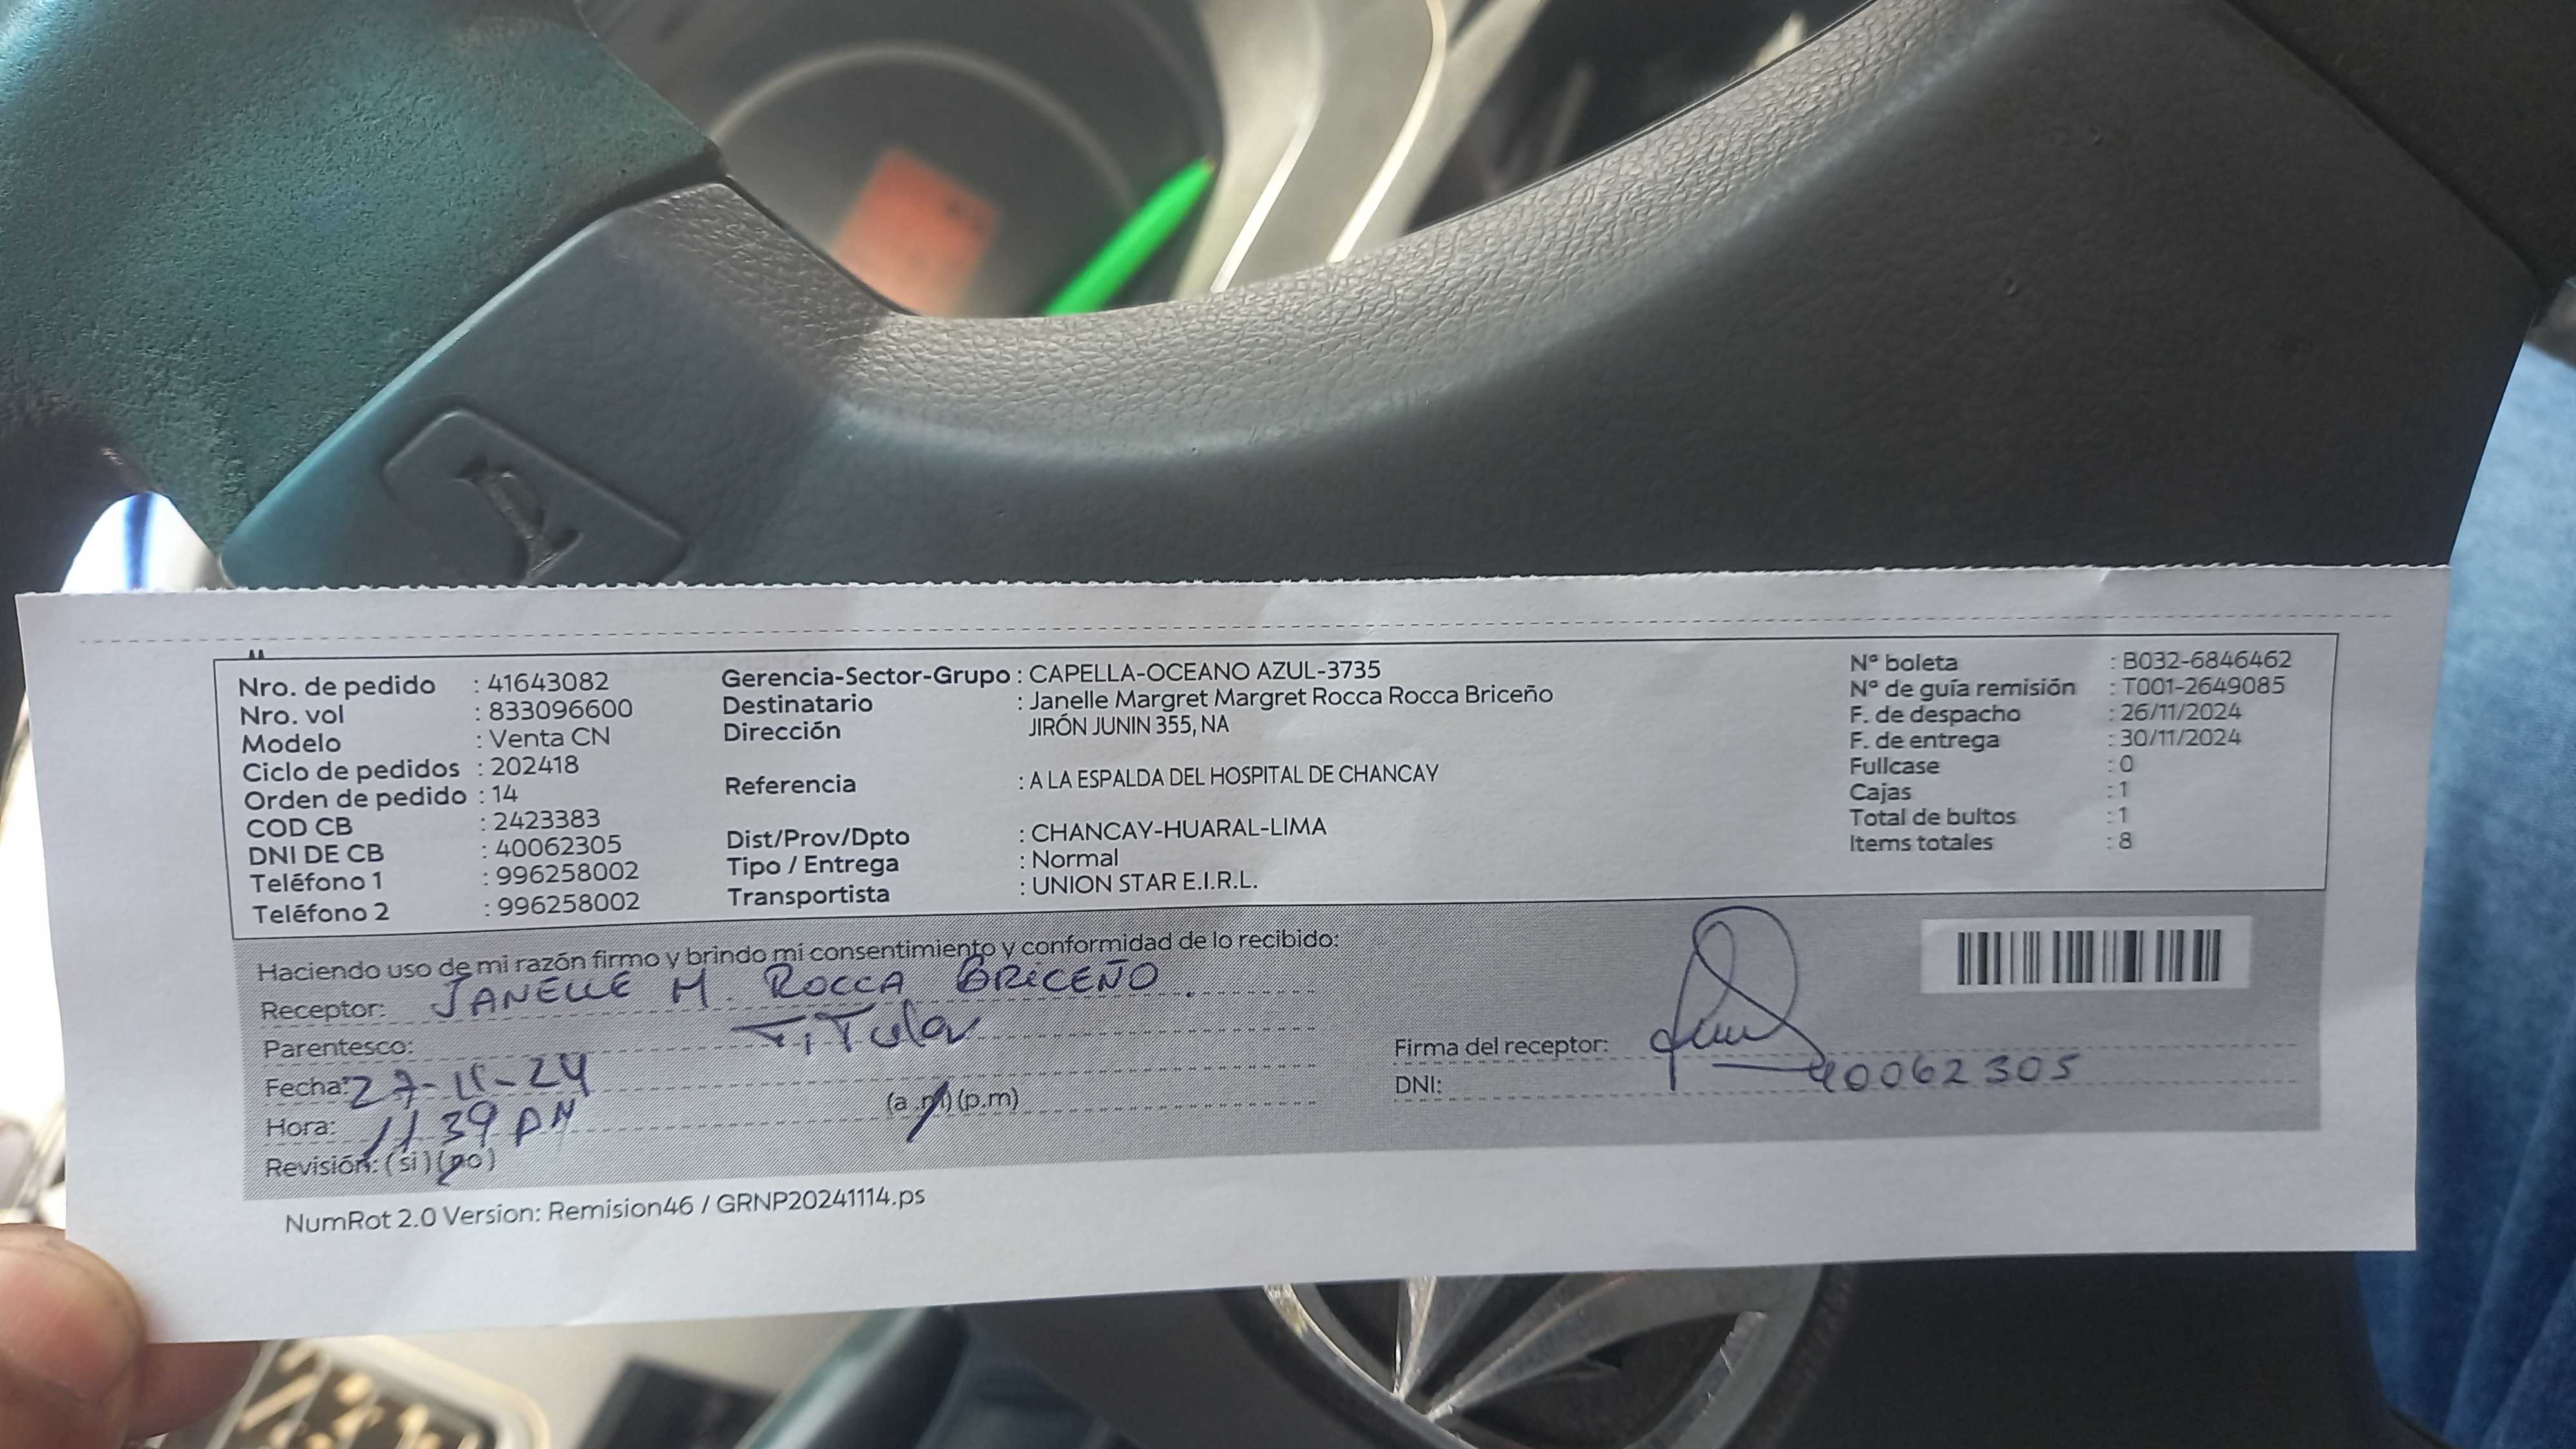 Nro. de pedido : 41643082
Nro. vol : 833096600
Modelo : Venta CN
Ciclo de pedidos : 202418
Orden de pedido : 14
COD CB : 2423383
DNI DE CB : 40062305
Teléfono 1 : 996258002
Teléfono 2 : 996258002
Gerencia-Sector-Grupo : CAPELLA-OCEANO AZUL-3735
Destinatario : Janelle Margret Margret Rocca Rocca Briceño
Dirección JIRÓN JUNIN 355, NA
Referencia : A LA ESPALDA DEL HOSPITAL DE CHANCAY
Dist/Prov/Dpto : CHANCAY-HUARAL-LIMA
Tipo / Entrega : Normal
Transportista : UNION STAR E.I.R.L.
Nª boleta : B032-6846462
Nª de guía remisión : T001-2649085
F. de despacho : 26/11/2024
F. de entrega : 30/11/2024
Fullcase : 0
Cajas : 1
Total de bultos : 1
Items totales : 8
Haciendo uso de mi razón firmo y brindo mi consentimiento y conformidad de lo recibido:
Receptor: JANELLE M. ROCCA BRICEÑO.
Parentesco: TiTular
Fecha: 27-11-24
Hora: 11 39 AM (a.m)(p.m)
Revisión: (si)(no)
Firma del receptor:
DNI: 40062305
NumRot 2.0 Version: Remision46 / GRNP20241114.ps